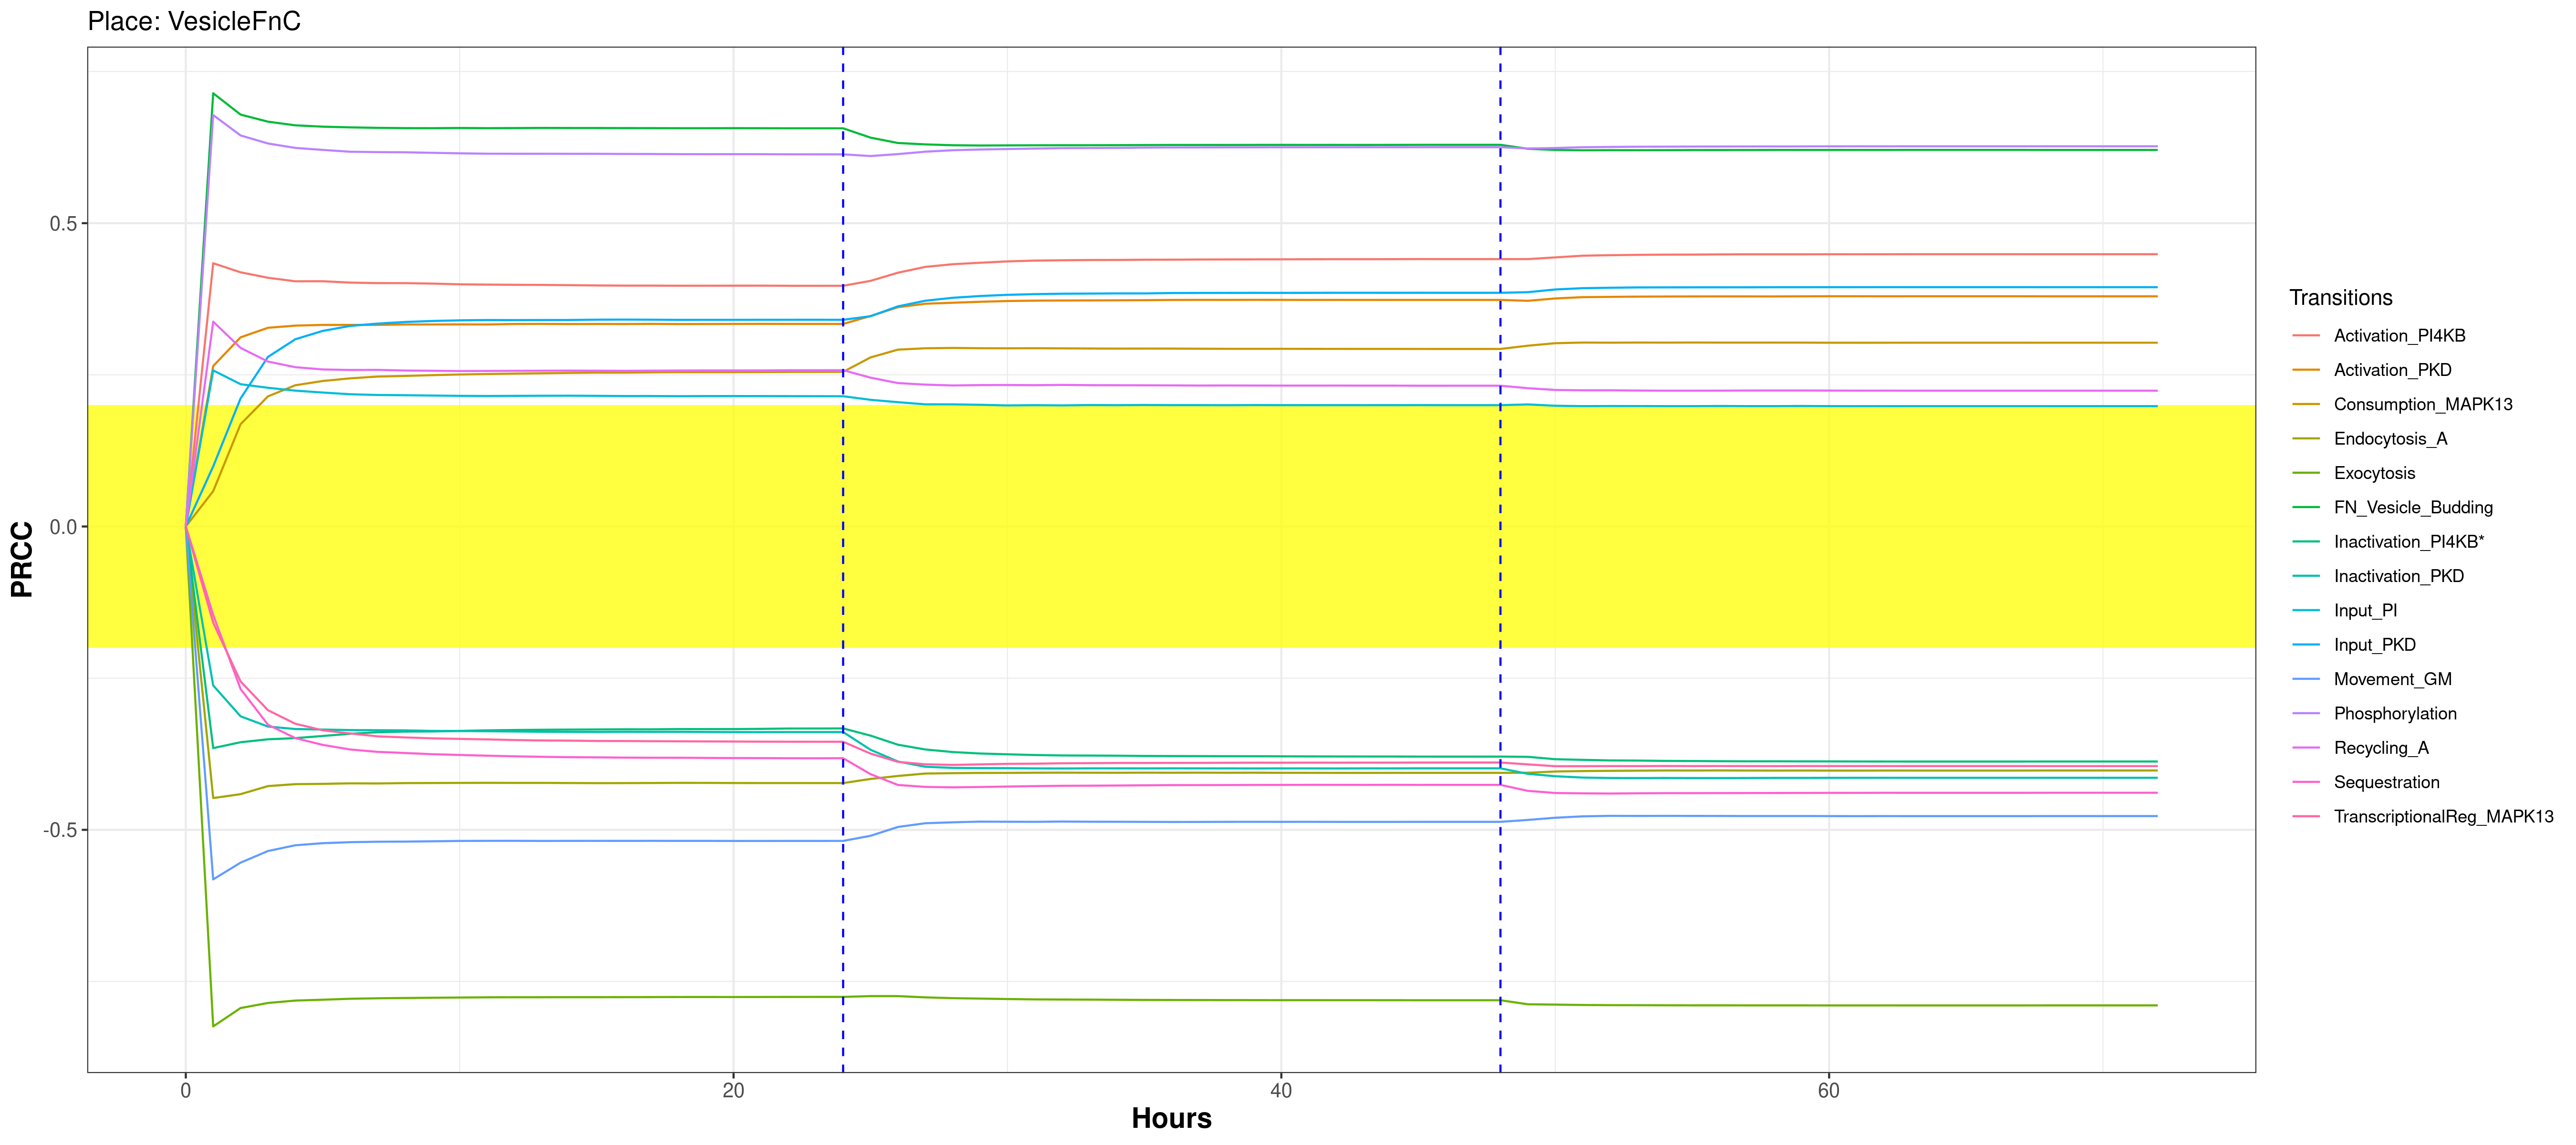 Place: VesicleFnC
PRCC
0.5
0.0
-0.5
0
20
40
60
Hours
Transitions
Activation_PI4KB
Activation_PKD
Consumption_MAPK13
Endocytosis_A
Exocytosis
FN_Vesicle_Budding
Inactivation_PI4KB*
Inactivation_PKD
Input_PI
Input_PKD
Movement_GM
Phosphorylation
Recycling_A
Sequestration
TranscriptionalReg_MAPK13